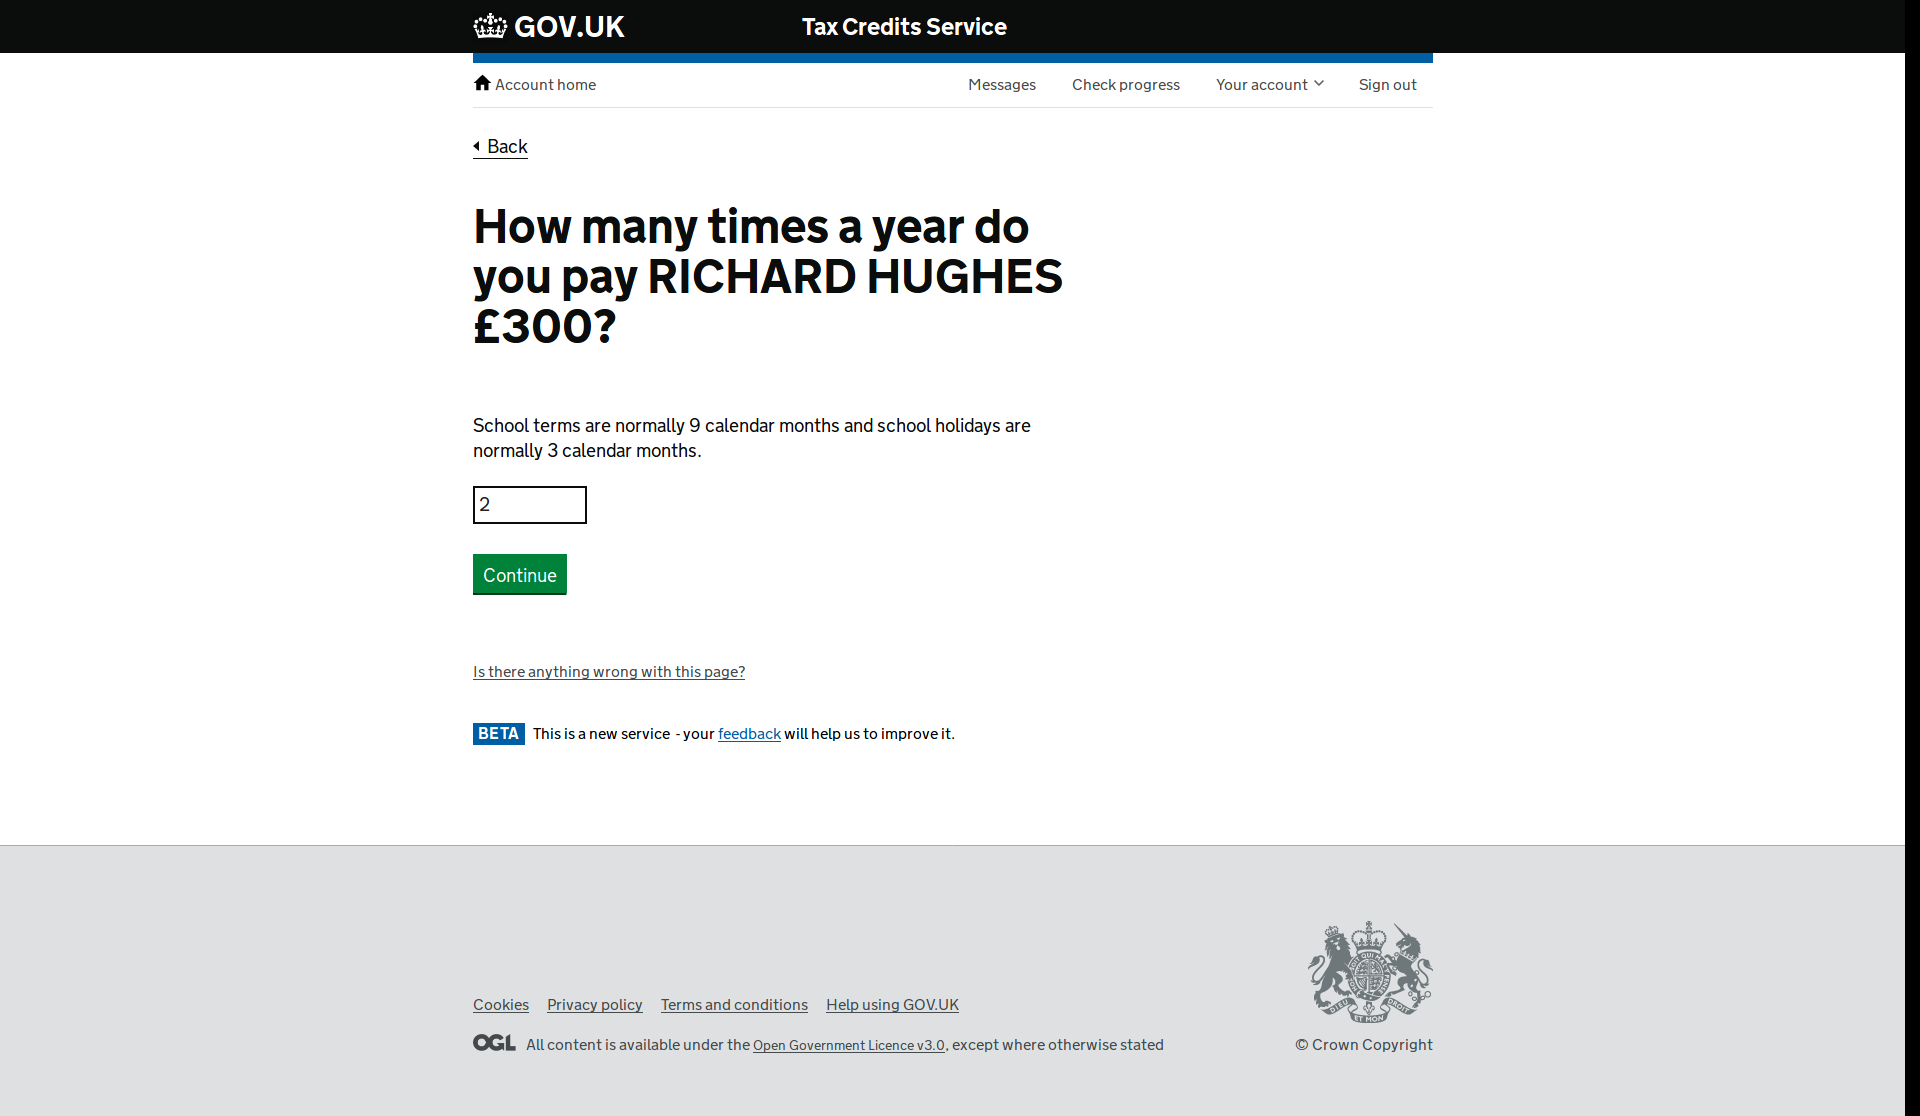 GOV.UK
Tax Credits Service
Account home
Messages
Check progress
Your account
Sign out
Back
How many times a year do
you pay RICHARD HUGHES
£300?
School terms are normally 9 calendar months and school holidays are
normally 3 calendar months.
2
Continue
Is there anything wrong with this page?
BETA This is a new service - your feedback will help us to improve it.
Cookies Privacy policy Terms and conditions Help using GOV.UK
OGL All content is available under the Open Government Licence v3.0, except where otherwise stated
© Crown Copyright